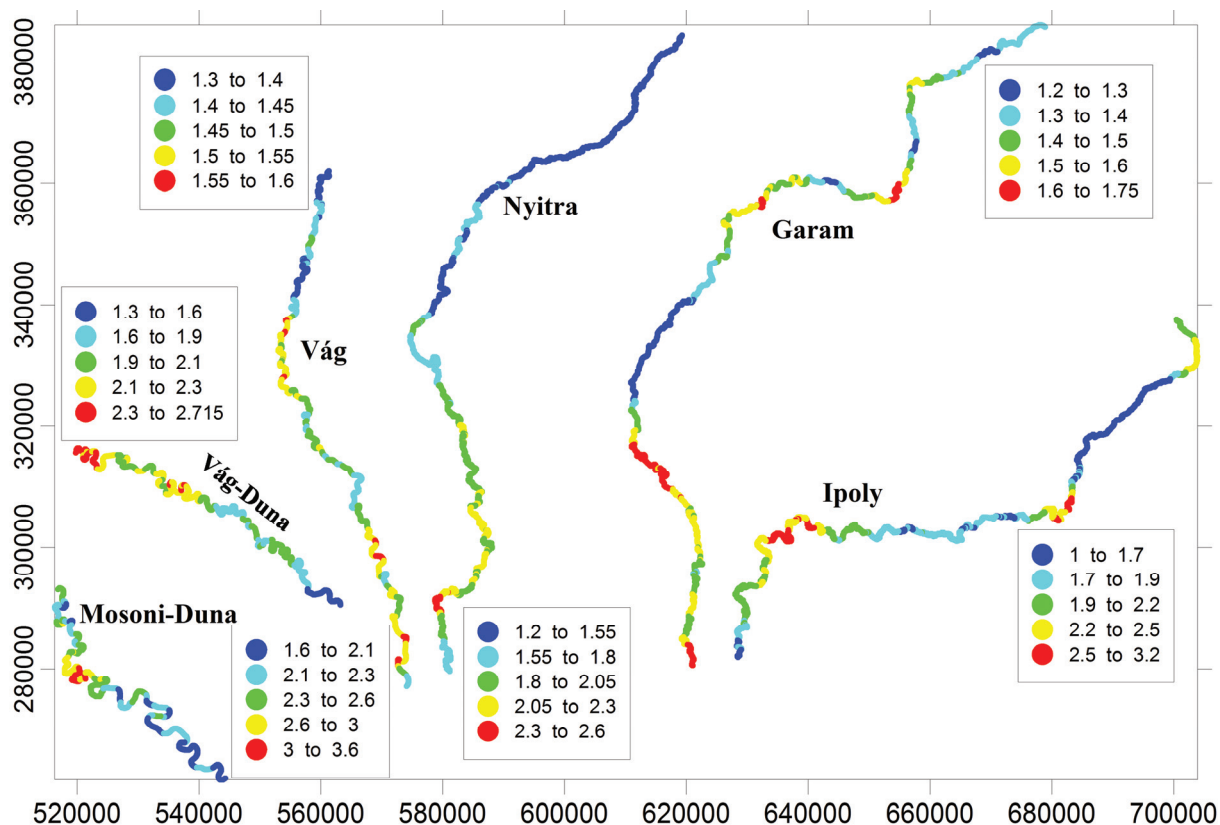 380000
360000
340000
320000
300000
280000
1.3 to 1.4
1.4 to 1.45
1.45 to 1.5
1.5 to 1.55
1.55 to 1.6
1.2 to 1.3
1.3 to 1.4
1.4 to 1.5
1.5 to 1.6
1.6 to 1.75
Nyitra
Garam
1.3 to 1.6
1.6 to 1.9
1.9 to 2.1
2.1 to 2.3
2.3 to 2.715
Vág
Vág-Duna
Ipoly
1 to 1.7
1.7 to 1.9
1.9 to 2.2
2.2 to 2.5
2.5 to 3.2
Mosoni-Duna
1.6 to 2.1
2.1 to 2.3
2.3 to 2.6
2.6 to 3
3 to 3.6
1.2 to 1.55
1.55 to 1.8
1.8 to 2.05
2.05 to 2.3
2.3 to 2.6
520000 540000 560000 580000 600000 620000 640000 660000 680000 700000